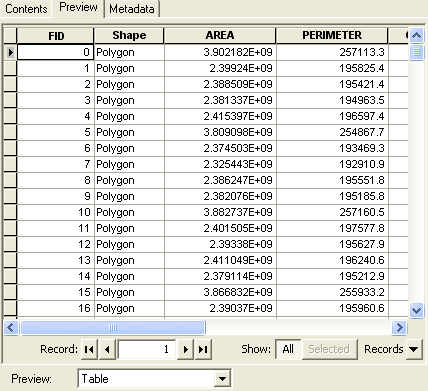 Contents Preview Metadata
FID Shape AREA PERIMETER
0 Polygon 3.902182E+09 257113.3
1 Polygon 2.39924E+09 195825.4
2 Polygon 2.388509E+09 195421.4
3 Polygon 2.381337E+09 194963.5
4 Polygon 2.415397E+09 196597.4
5 Polygon 3.809098E+09 254867.7
6 Polygon 2.374503E+09 193469.3
7 Polygon 2.325443E+09 192910.9
8 Polygon 2.386247E+09 195551.8
9 Polygon 2.382076E+09 195185.8
10 Polygon 3.882737E+09 257160.5
11 Polygon 2.401505E+09 197577.8
12 Polygon 2.39338E+09 195627.9
13 Polygon 2.411049E+09 196240.6
14 Polygon 2.379114E+09 195212.9
15 Polygon 3.866832E+09 255933.2
16 Polygon 2.39037E+09 195960.6
Record: 1 Show: All Selected Records
Preview: Table